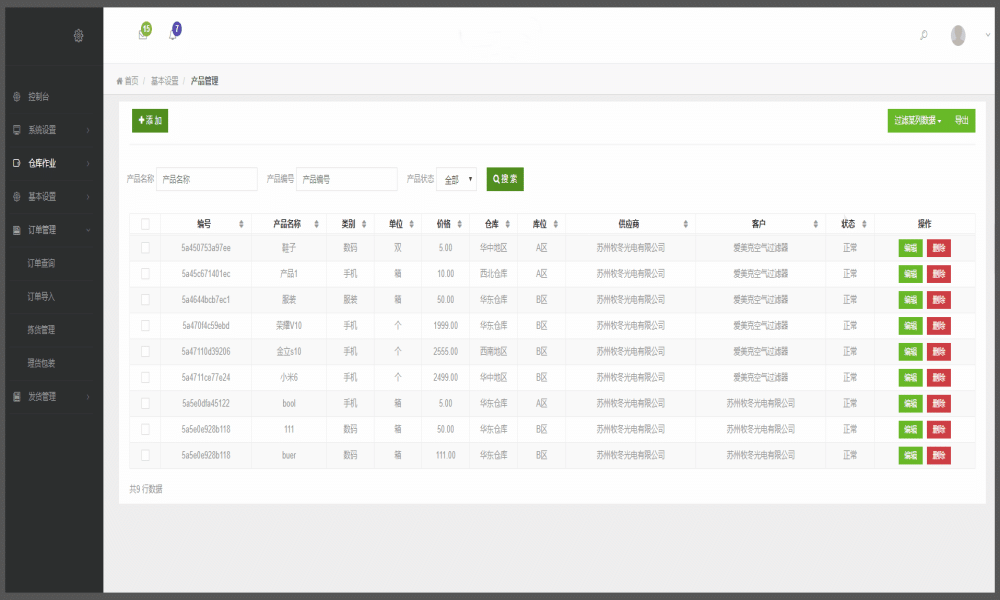 15 7
首页 / 基本设置 / 产品管理
控制台
系统设置
仓库作业
基本设置
订单管理
订单查询
订单导入
拣货管理
理货包装
发货管理
添加 过滤系列数据 导出
产品名称 产品名称 产品编号 产品编号 产品状态 全部 搜索
编号 产品名称 类别 单位 价格 仓库 库位 供应商 客户 状态 操作
5a450753a97ee 鞋子 数码 双 5.00 华中地区 A区 苏州牧冬光电有限公司 爱美克空气过滤器 正常 编辑 删除
5a45c671401ec 产品1 手机 箱 10.00 西北仓库 A区 苏州牧冬光电有限公司 爱美克空气过滤器 正常 编辑 删除
5a4644bcb7ec1 服装 服装 箱 50.00 华东仓库 B区 苏州牧冬光电有限公司 爱美克空气过滤器 正常 编辑 删除
5a470f4c59ebd 荣耀V10 手机 个 1999.00 华东仓库 B区 苏州牧冬光电有限公司 爱美克空气过滤器 正常 编辑 删除
5a47110d39206 金立s10 手机 个 2555.00 西南地区 B区 苏州牧冬光电有限公司 爱美克空气过滤器 正常 编辑 删除
5a4711ce77e24 小米6 手机 个 2499.00 华中地区 B区 苏州牧冬光电有限公司 爱美克空气过滤器 正常 编辑 删除
5a5e0dfa45122 bool 手机 箱 5.00 华东仓库 A区 苏州牧冬光电有限公司 苏州牧冬光电有限公司 正常 编辑 删除
5a5e0e928b118 111 数码 箱 50.00 华东仓库 B区 苏州牧冬光电有限公司 苏州牧冬光电有限公司 正常 编辑 删除
5a5e0e928b118 buer 数码 箱 111.00 华东仓库 B区 苏州牧冬光电有限公司 苏州牧冬光电有限公司 正常 编辑 删除
共9 行数据